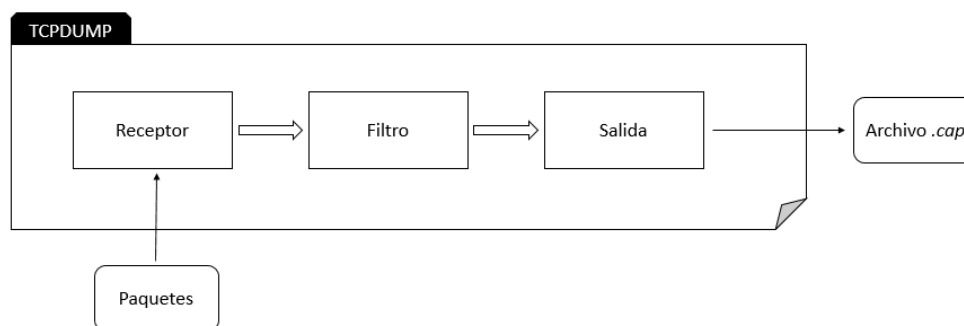 TCPDUMP
Receptor
Filtro
Salida
Archivo .cap
Paquetes